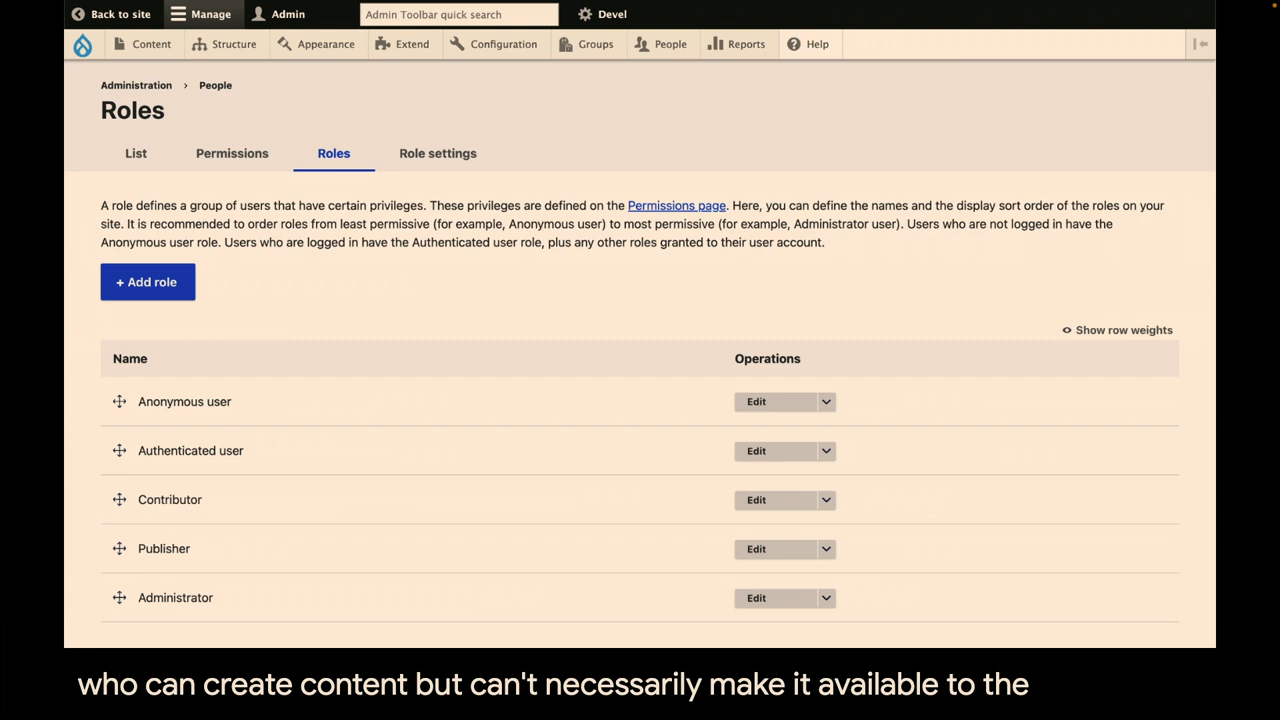 Back to site Manage Admin Admin Toolbar quick search Devel
Content Structure Appearance Extend Configuration Groups People Reports Help
Administration › People
Roles
List Permissions Roles Role settings
A role defines a group of users that have certain privileges. These privileges are defined on the Permissions page. Here, you can define the names and the display sort order of the roles on your
site. It is recommended to order roles from least permissive (for example, Anonymous user) to most permissive (for example, Administrator user). Users who are not logged in have the
Anonymous user role. Users who are logged in have the Authenticated user role, plus any other roles granted to their user account.
+ Add role
Show row weights
Name Operations
Anonymous user Edit
Authenticated user Edit
Contributor Edit
Publisher Edit
Administrator Edit
who can create content but can't necessarily make it available to the